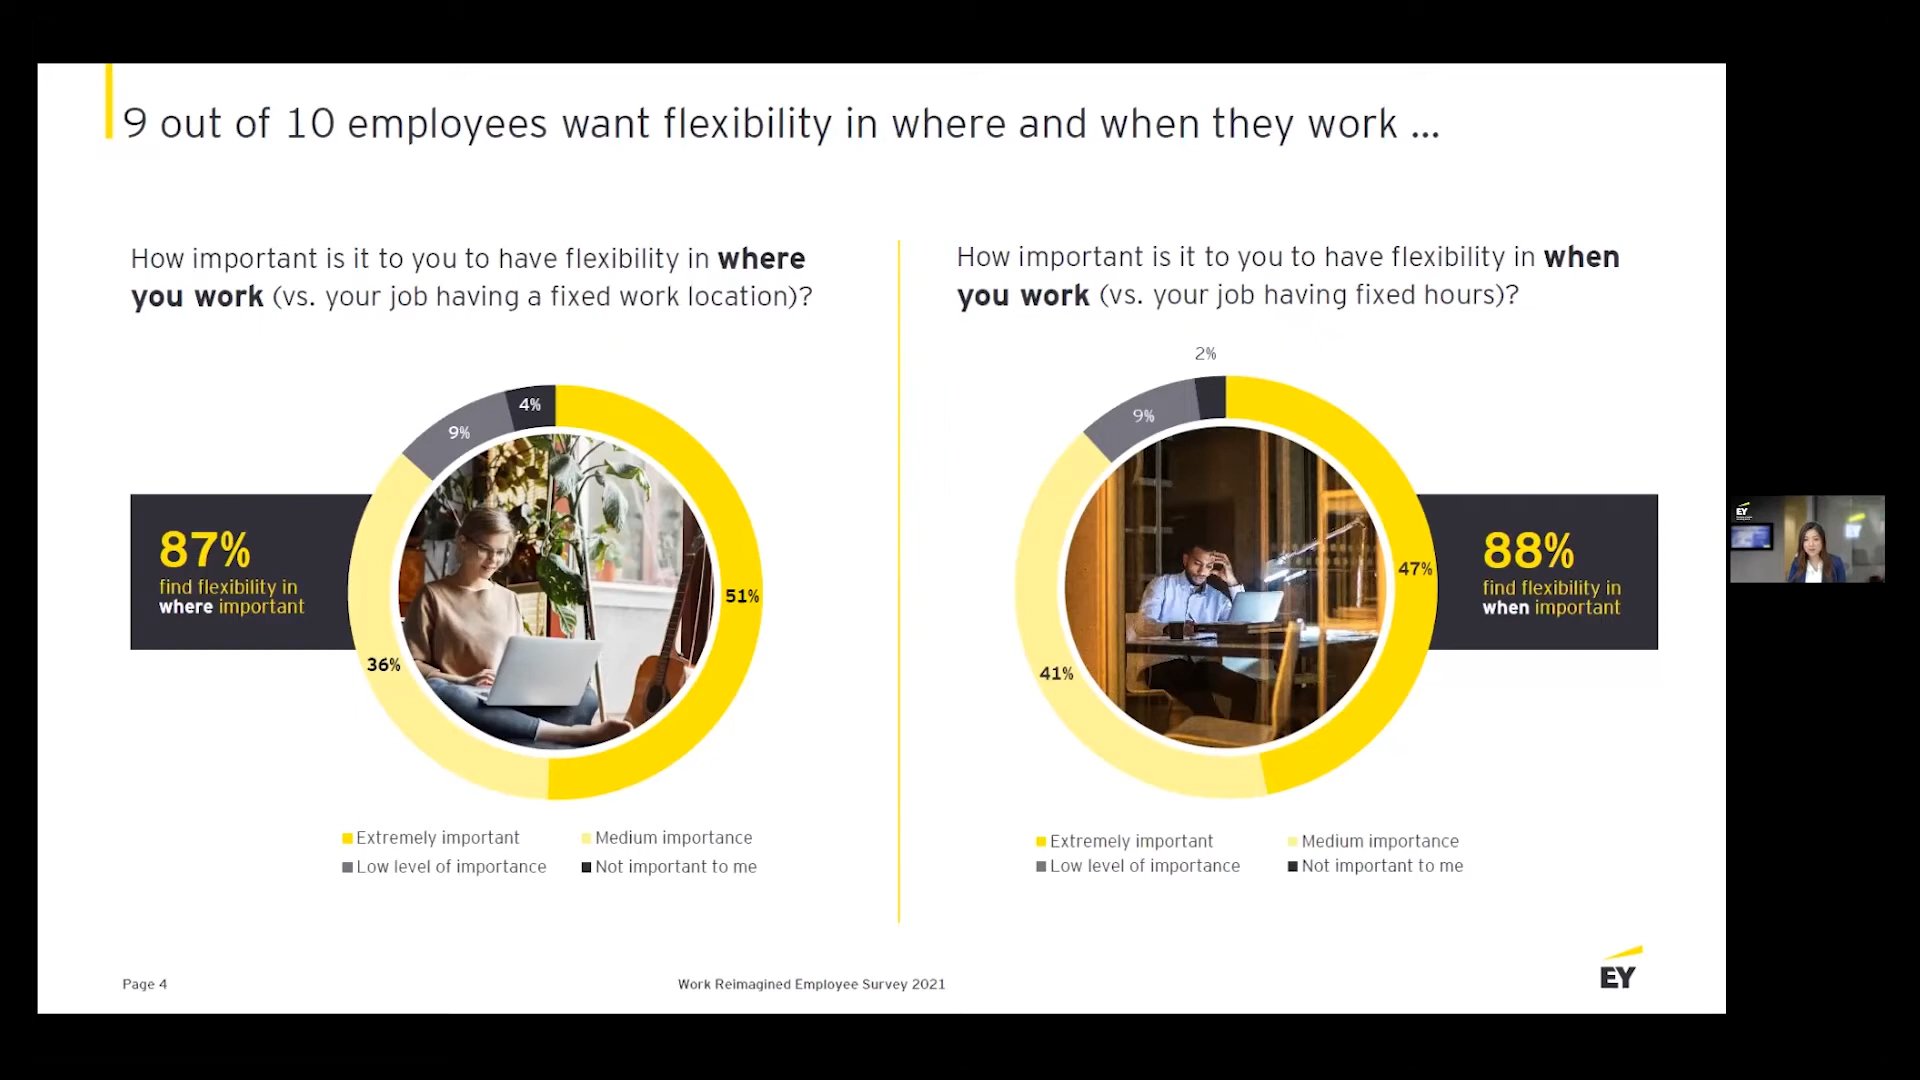 9 out of 10 employees want flexibility in where and when they work ...
How important is it to you to have flexibility in where
you work (vs. your job having a fixed work location)?
4%
9%
87%
find flexibility in
where important
51%
36%
Extremely important
Medium importance
Low level of importance
Not important to me
How important is it to you to have flexibility in when
you work (vs. your job having fixed hours)?
2%
9%
47%
88%
find flexibility in
when important
41%
Extremely important
Medium importance
Low level of importance
Not important to me
Page 4
Work Reimagined Employee Survey 2021
EY
EY